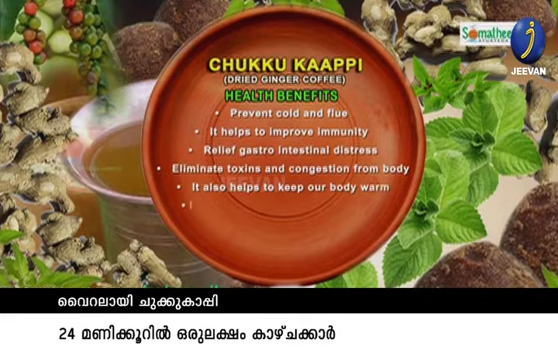 Somatheeram
AYURVEDA
JEEVAN
CHUKKU KAAPPI
(DRIED GINGER COFFEE)
HEALTH BENEFITS
• Prevent cold and flue
• It helps to improve immunity
• Relief gastro intestinal distress
• Eliminate toxins and congestion from body
• It also helps to keep our body warm
•
JEEVAN
വൈറലായി ചുക്കുകാപ്പി
24 മണിക്കൂറിൽ ഒരുലക്ഷം കാഴ്ചക്കാർ